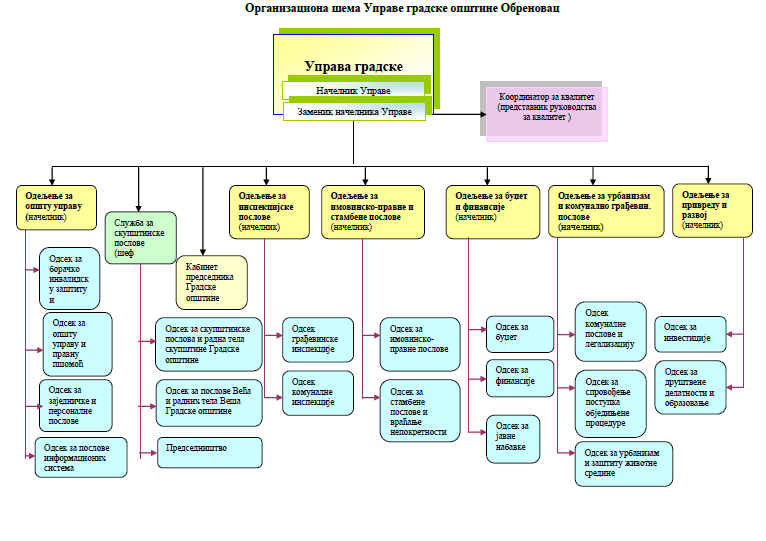 Организациона шема Управе градске општине Обреновац
Управа градске
Начелник Управе
Заменик начелника Управе
Координатор за квалитет
(представник руководства
за квалитет )
Одељење за
општу управу
(начелник)
Служба за
скупштинске
послове
(шеф
Кабинет
председника
Градске
општине
Одељење за
инспекцијске
послове
(начелник)
Одељење за
имовинско-правне и
стамбене послове
(начелник)
Одељење за буџет
и финансије
(начелник)
Одељење за урбанизам
и комунално грађевин.
послове
(начелник)
Одељење за
привреду и
развој
(начелник)
Одсек за
борачко
инвалидск
у заштиту
и
Одсек за
општу
управу и
правну
пшомоћ
Одсек за
заједничке и
персоналне
послове
Одсек за послове
информационих
система
Одсек за скупштинске
послова и радна тела
скупштине Градске
општине
Одсек за послове Већа
и радних тела Веша
Градске општине
Председништво
Одсек
грађевинске
инспекције
Одсек
комуналне
инспекције
Одсек за
имовинско-
правне послове
Одсек за
стамбене
послове и
враћање
непокретности
Одсек за
буџет
Одсек за
финансије
Одсек за
јавне
набавке
Одсек
комуналне
послове и
легализацију
Одсек за
спровођење
поступка
обједињене
процедуре
Одсек за урбанизам
и заштиту животне
средине
Одсек за
инвестиције
Одсек за
друштвене
делатности и
образовање